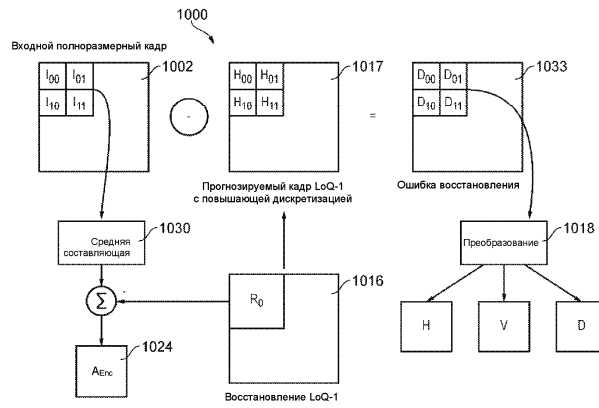 1000
Входной полноразмерный кадр
1002
1017
1033
I00 I01
I10 I11
H00 H01
H10 H11
D00 D01
D10 D11
-
=
Прогнозируемый кадр LoQ-1
с повышающей дискретизацией
Ошибка восстановления
1030
Средняя
составляющая
1018
Преобразование
Σ
-
R0
1016
H
V
D
1024
AEnc
Восстановление LoQ-1